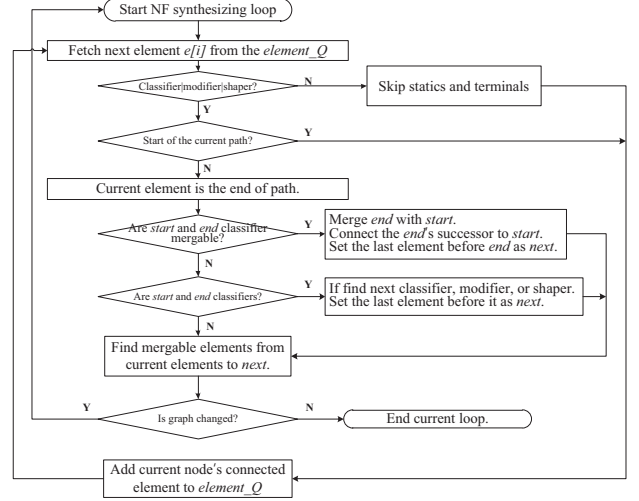 Start NF synthesizing loop
Fetch next element e[i] from the element_Q
Classifier|modifier|shaper?
N
Skip statics and terminals
Y
Start of the current path?
Y
N
Current element is the end of path.
Are start and end classifier
mergable?
Y
Merge end with start.
Connect the end's successor to start.
Set the last element before end as next.
N
Are start and end classifiers?
Y
If find next classifier, modifier, or shaper.
Set the last element before it as next.
N
Find mergable elements from
current elements to next.
Y
Is graph changed?
N
End current loop.
Add current node's connected
element to element_Q